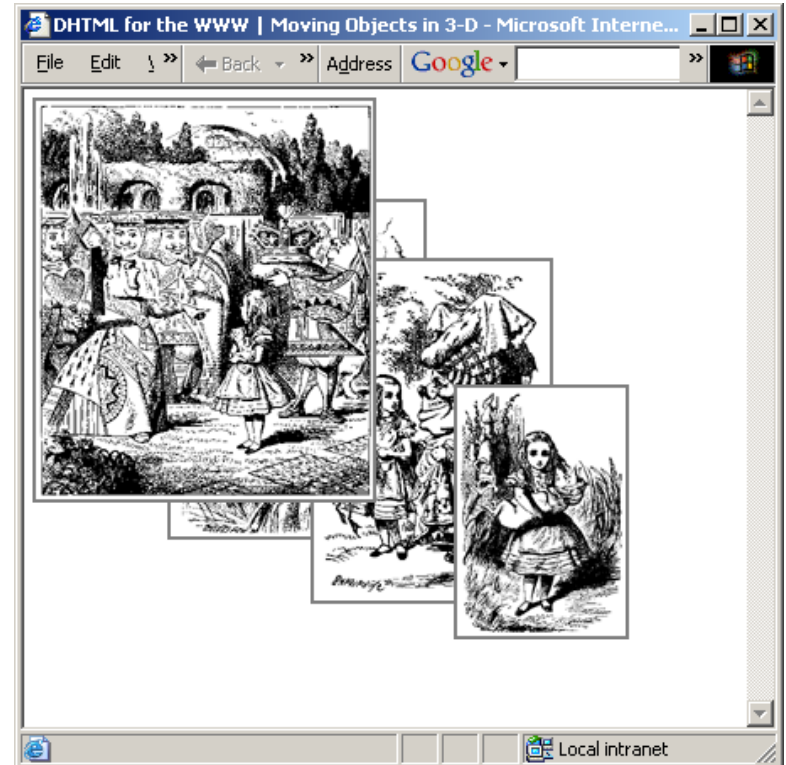 DHTML for the WWW | Moving Objects in 3-D - Microsoft Interne...
File Edit » Back » Address Google »
Local intranet